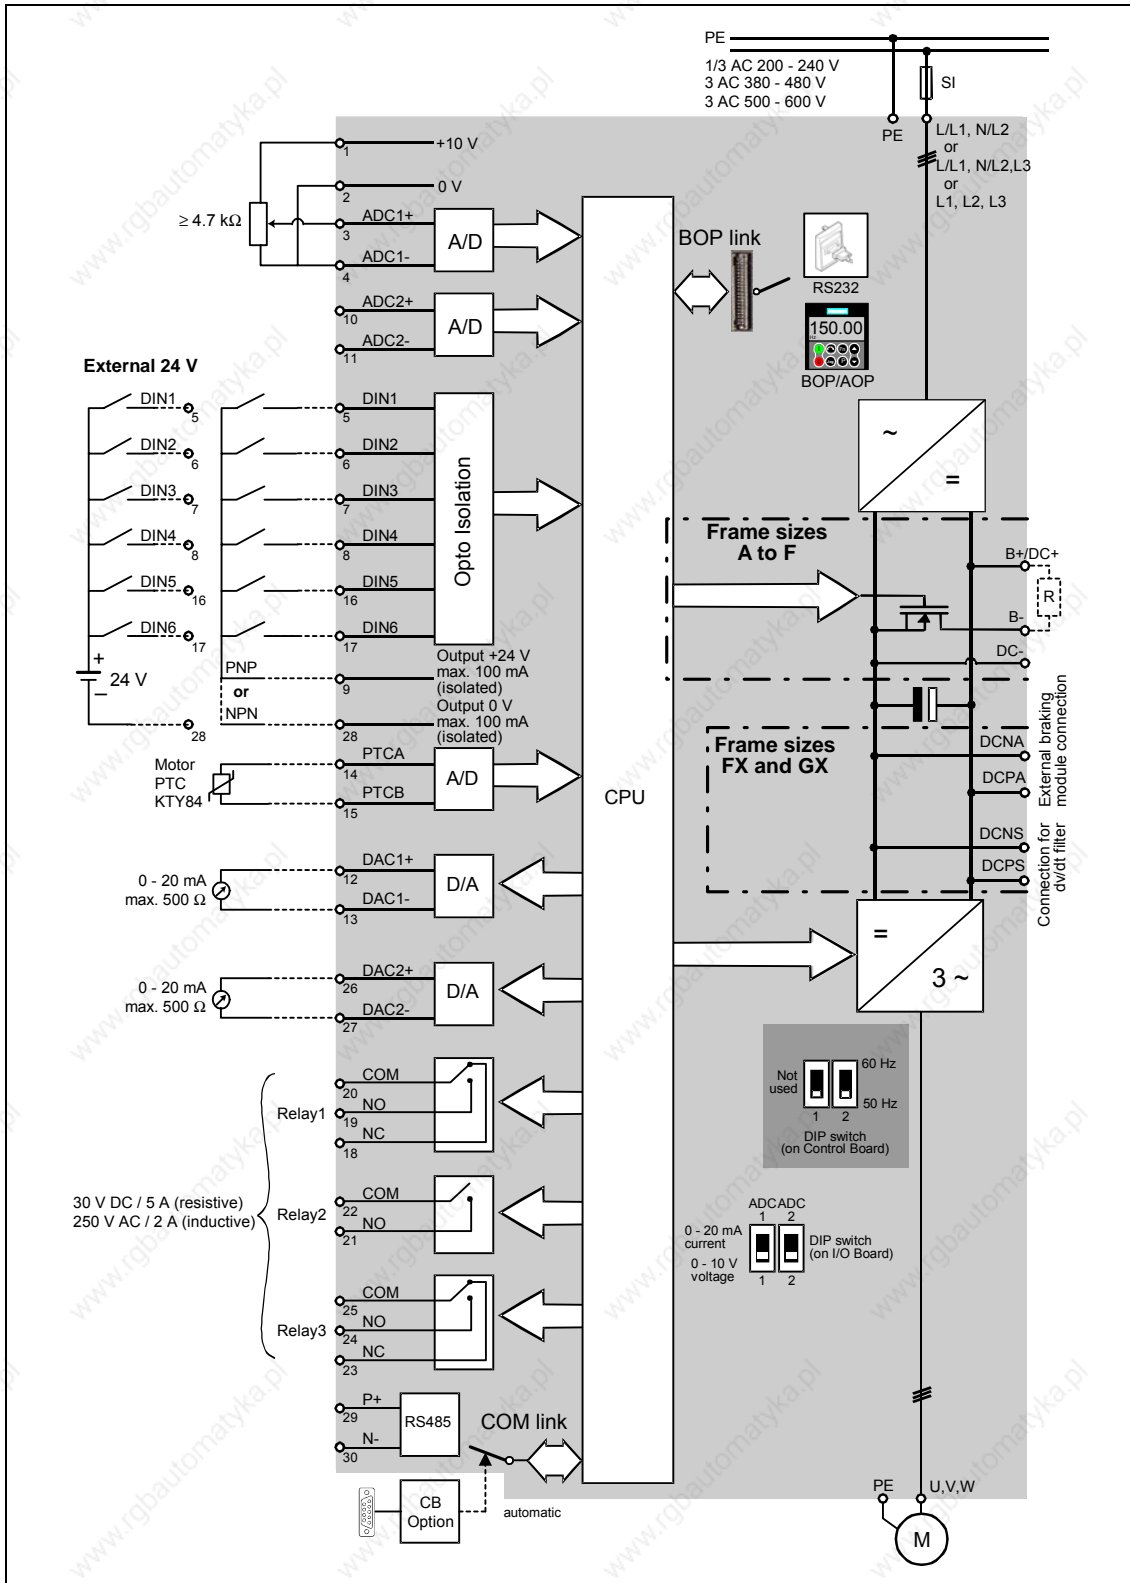 PE
1/3 AC 200 - 240 V
3 AC 380 - 480 V
3 AC 500 - 600 V
SI
PE
L/L1, N/L2
or
L/L1, N/L2,L3
or
L1, L2, L3
1
+10 V
2
0 V
≥ 4.7 kΩ
ADC1+
3
ADC1-
4
A/D
ADC2+
10
ADC2-
11
A/D
BOP link
RS232
150.00
Hz
BOP/AOP
External 24 V
DIN1
5
DIN2
6
DIN3
7
DIN4
8
DIN5
16
DIN6
17
+
24 V
–
28
DIN1
5
DIN2
6
DIN3
7
DIN4
8
DIN5
16
DIN6
17
Opto Isolation
PNP
or
NPN
9
Output +24 V
max. 100 mA
(isolated)
28
Output 0 V
max. 100 mA
(isolated)
Motor
PTC
KTY84
PTCA
14
PTCB
15
A/D
CPU
~
=
Frame sizes
A to F
B+/DC+
R
B-
DC-
Frame sizes
FX and GX
DCNA
DCPA
External braking
module connection
DCNS
DCPS
Connection for
dv/dt filter
0 - 20 mA
max. 500 Ω
DAC1+
12
DAC1-
13
D/A
0 - 20 mA
max. 500 Ω
DAC2+
26
DAC2-
27
D/A
=
3 ~
Not
used
60 Hz
50 Hz
1 2
DIP switch
(on Control Board)
30 V DC / 5 A (resistive)
250 V AC / 2 A (inductive)
Relay1
COM
20
NO
19
NC
18
Relay2
COM
22
NO
21
Relay3
COM
25
NO
24
NC
23
ADC ADC
1 2
0 - 20 mA
current
0 - 10 V
voltage
1 2
DIP switch
(on I/O Board)
P+
29
N-
30
RS485
COM link
CB
Option
automatic
PE
U,V,W
M
www.rgbautomatyka.pl